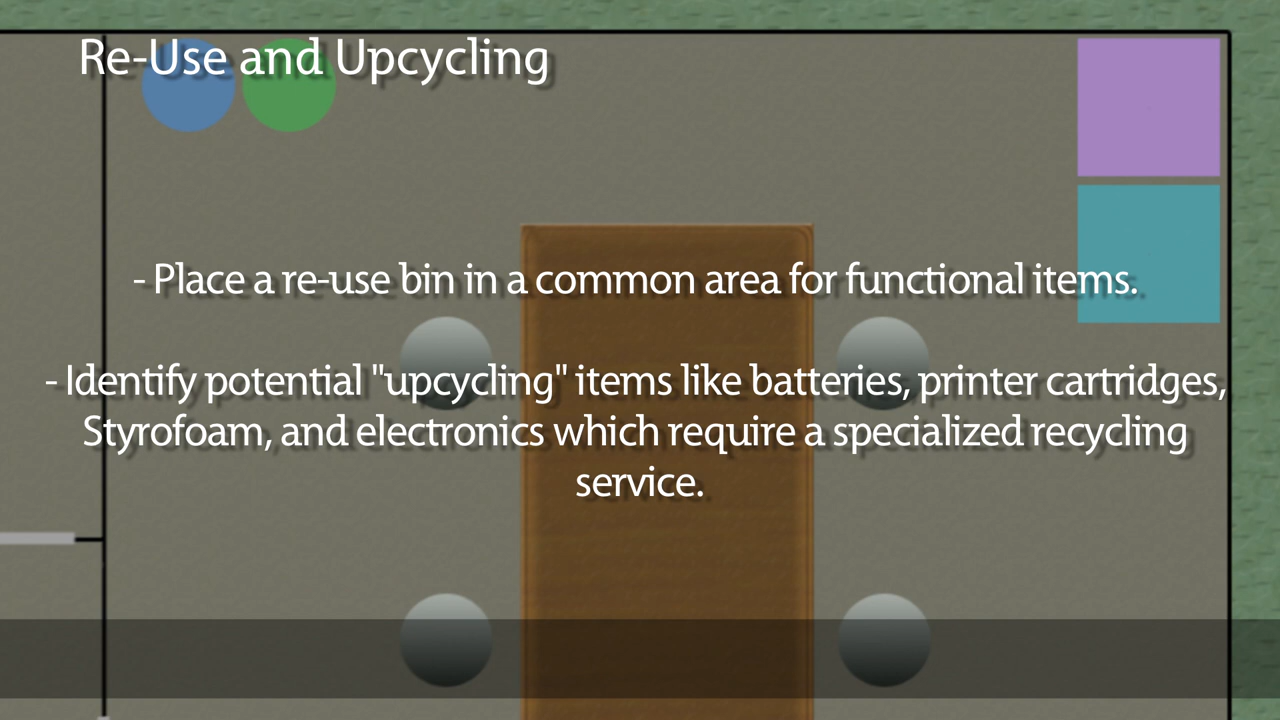 Re-Use and Upcycling
- Place a re-use bin in a common area for functional items.
- Identify potential "upcycling" items like batteries, printer cartridges,
Styrofoam, and electronics which require a specialized recycling
service.